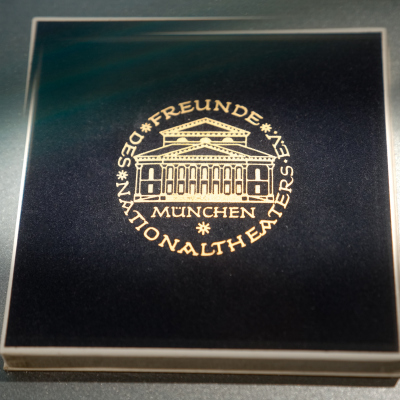 FREUNDE
DES NATIONALTHEATERS E.V.
MÜNCHEN